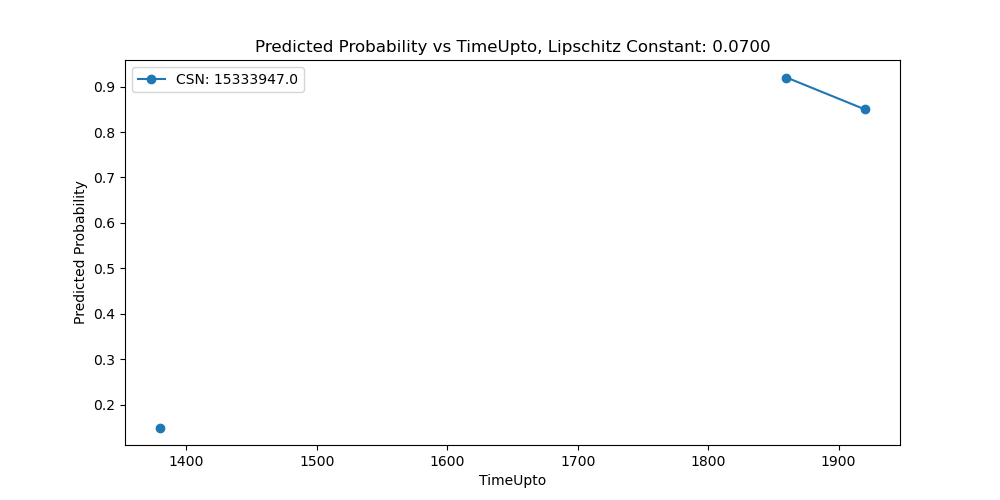 Predicted Probability vs TimeUpto, Lipschitz Constant: 0.0700
CSN: 15333947.0
Predicted Probability
0.9
0.8
0.7
0.6
0.5
0.4
0.3
0.2
1400 1500 1600 1700 1800 1900
TimeUpto